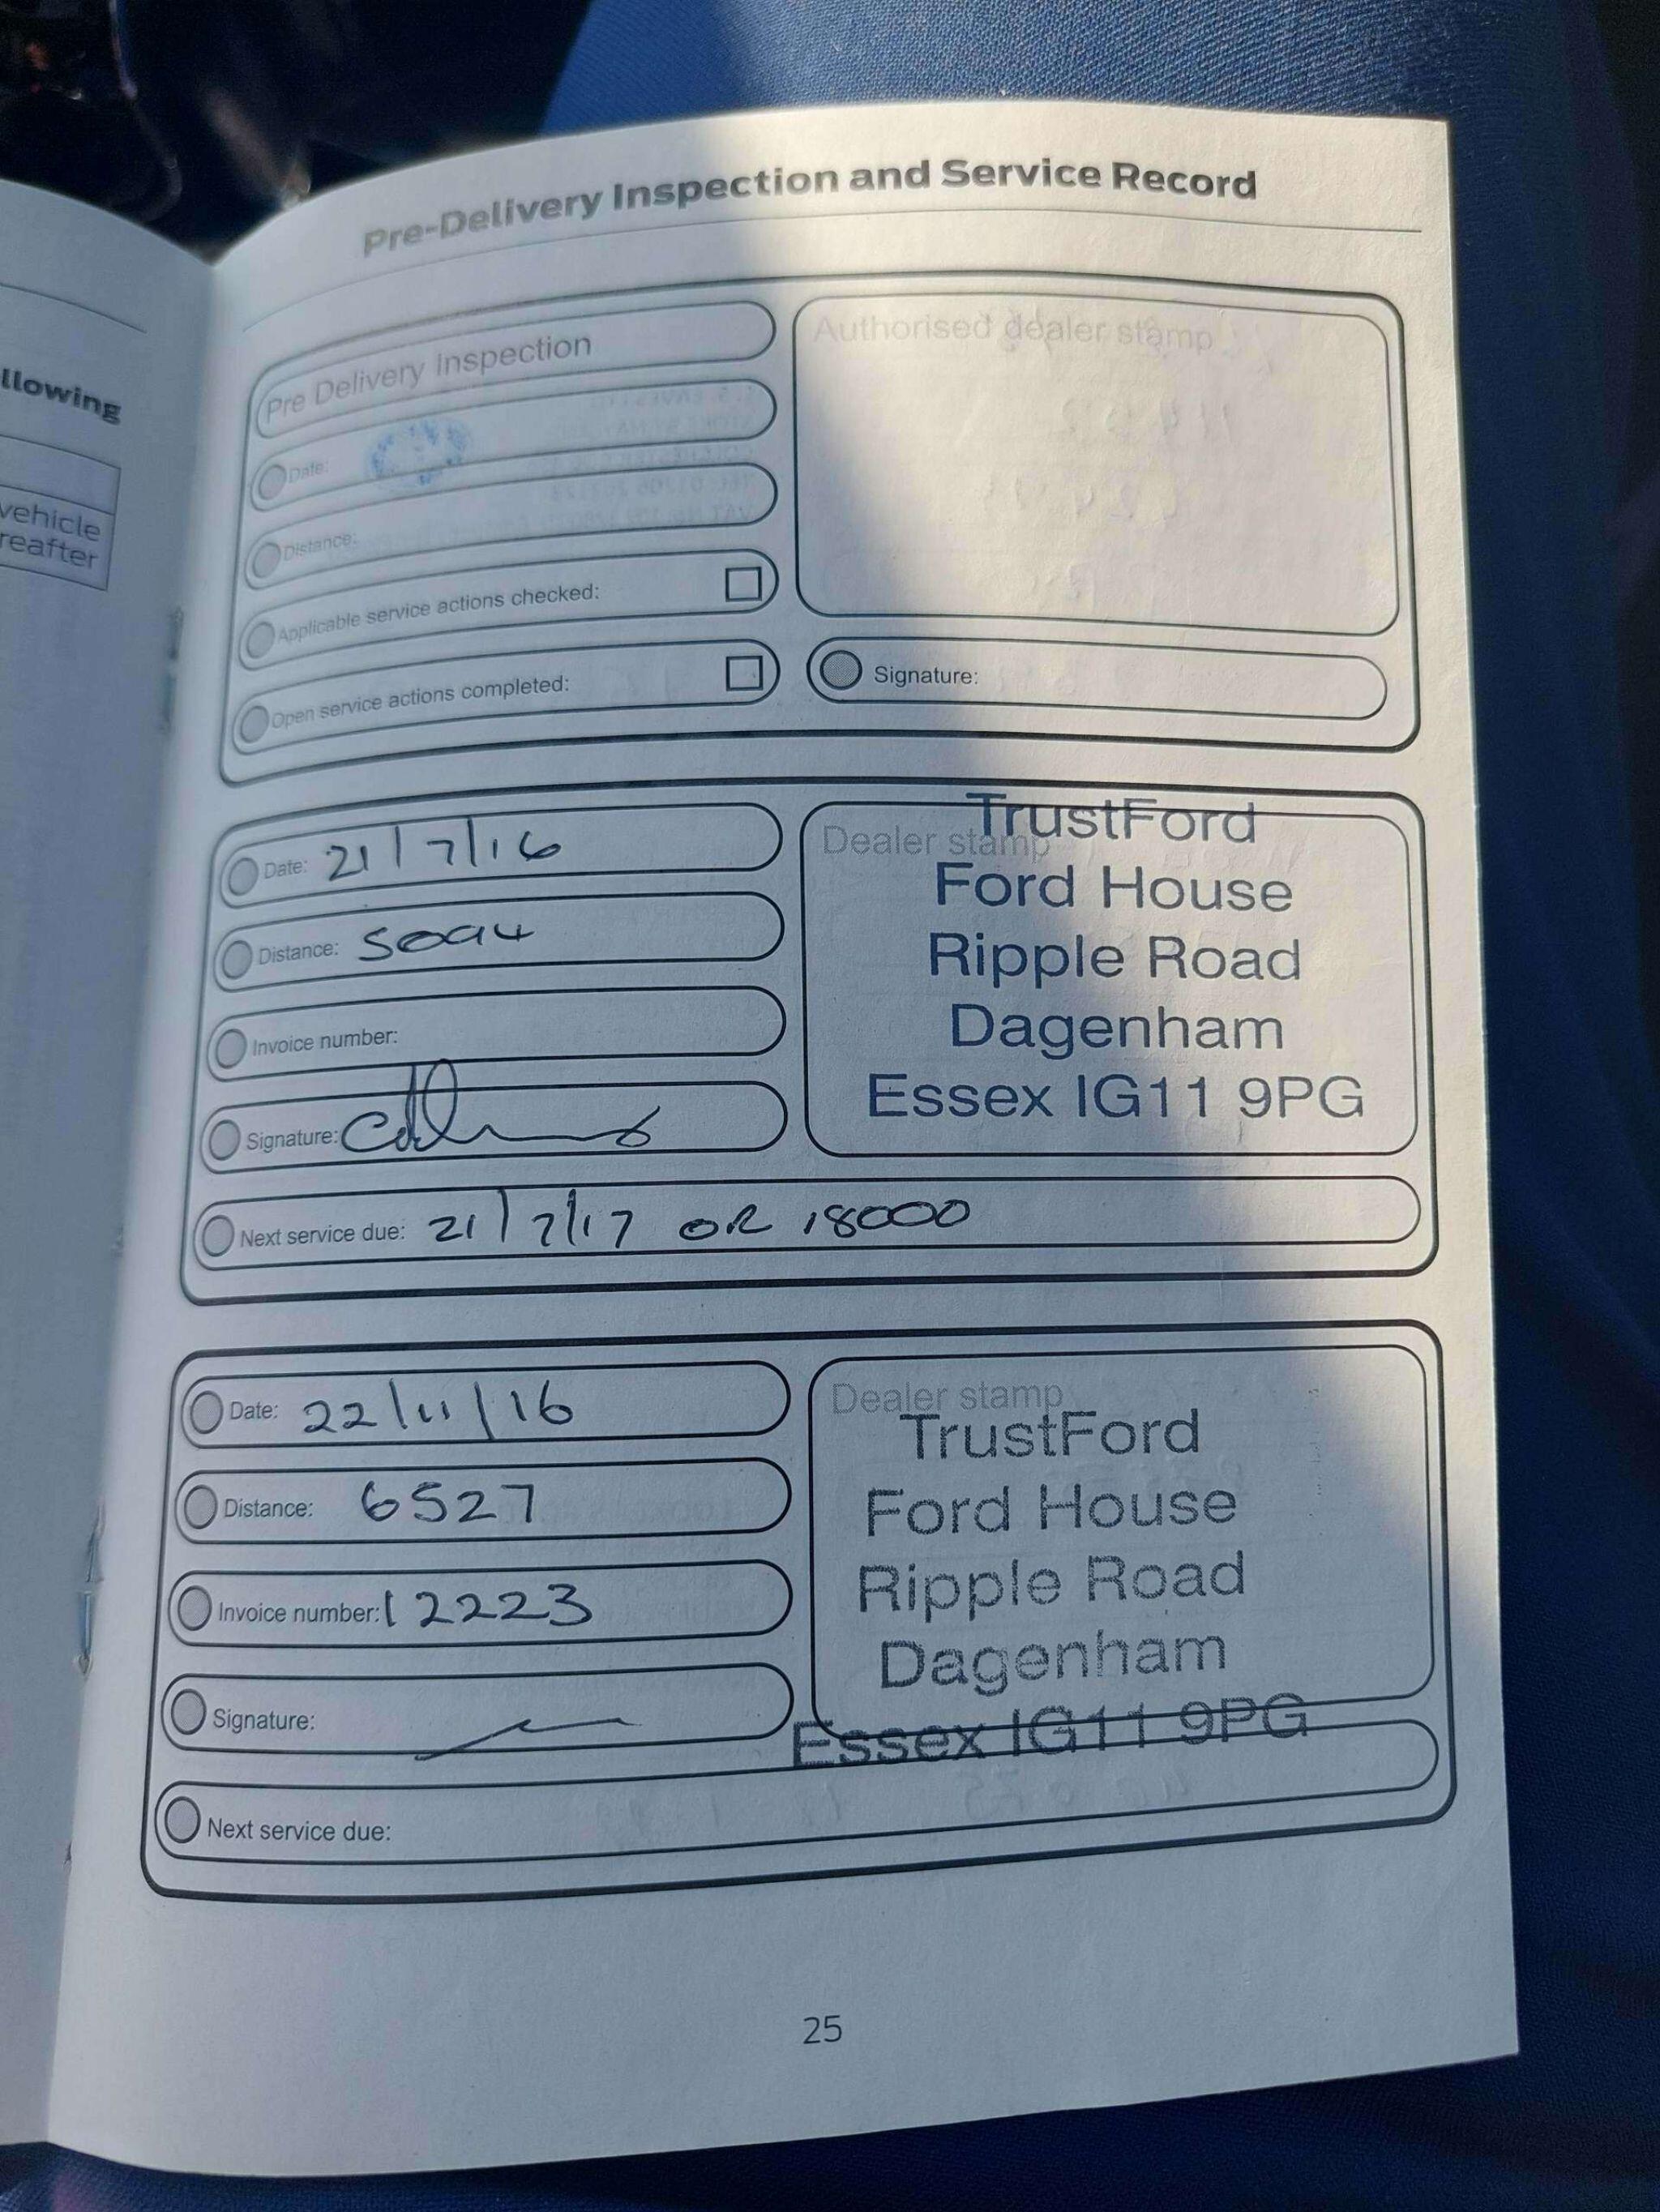 llowing
vehicle
reafter
Pre-Delivery Inspection and Service Record
Pre Delivery Inspection
Date:
Distance:
Applicable service actions checked:
Open service actions completed:
Authorised dealer stamp
Signature:
Date: 21/7/16
Distance: 5094
Invoice number:
Signature:
Next service due: 21/7/17 OR 18000
Dealer stamp
TrustFord
Ford House
Ripple Road
Dagenham
Essex IG11 9PG
Date: 22/11/16
Distance: 6527
Invoice number: 12223
Signature:
Next service due:
Dealer stamp
TrustFord
Ford House
Ripple Road
Dagenham
Essex IG11 9PG
25